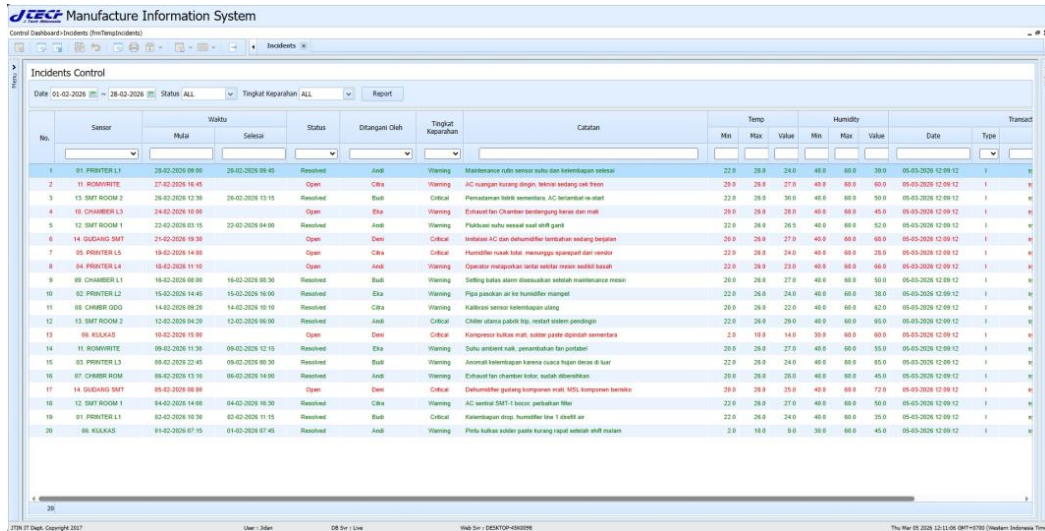 JTECH Manufacture Information System
Control Dashboard>Incidents (frmTempIncidents)
Incidents
Menu
Incidents Control
Date 01-02-2026 ~ 28-02-2026 Status ALL Tingkat Keparahan ALL Report
No. Sensor Waktu Status Ditangani Oleh Tingkat Keparahan Catatan Temp Humidity Transact
Mulai Selesai Min Max Value Min Max Value Date Type
1 01. PRINTER L1 28-02-2026 09:00 28-02-2026 09:45 Resolved Andi Warning Maintenance rutin sensor suhu dan kelembapan selesai 22.0 28.0 24.0 40.0 60.0 39.0 05-03-2026 12:09:12 I
2 11. ROMWRITE 27-02-2026 16:45 Open Citra Warning AC ruangan kurang dingin, teknisi sedang cek freon 20.0 26.0 27.0 40.0 60.0 60.0 05-03-2026 12:09:12 I
3 13. SMT ROOM 2 26-02-2026 12:30 26-02-2026 13:15 Resolved Budi Critical Pemadaman listrik sementara, AC terlambat re-start 22.0 28.0 30.0 40.0 60.0 50.0 05-03-2026 12:09:12 I
4 10. CHAMBER L3 24-02-2026 10:00 Open Eka Warning Exhaust fan Chamber berdengung keras dan mati 20.0 28.0 28.0 40.0 60.0 45.0 05-03-2026 12:09:12 I
5 12. SMT ROOM 1 22-02-2026 03:15 22-02-2026 04:00 Resolved Andi Warning Fluktuasi suhu sesaat saat shift ganti 22.0 28.0 26.5 40.0 60.0 52.0 05-03-2026 12:09:12 I
6 14. GUDANG SMT 21-02-2026 19:30 Open Deni Critical Instalasi AC dan dehumidifier tambahan sedang berjalan 20.0 26.0 27.0 40.0 60.0 68.0 05-03-2026 12:09:12 I
7 05. PRINTER L5 19-02-2026 14:00 Open Citra Critical Humidifier rusak total, menunggu sparepart dari vendor 22.0 28.0 24.0 40.0 60.0 28.0 05-03-2026 12:09:12 I
8 04. PRINTER L4 18-02-2026 11:10 Open Andi Warning Operator melaporkan lantai sekitar mesin sedikit basah 22.0 28.0 23.0 40.0 60.0 66.0 05-03-2026 12:09:12 I
9 09. CHAMBER L1 16-02-2026 08:00 16-02-2026 08:30 Resolved Budi Warning Setting batas alarm disesuaikan setelah maintenance mesin 20.0 28.0 27.0 40.0 60.0 50.0 05-03-2026 12:09:12 I
10 02. PRINTER L2 15-02-2026 14:45 15-02-2026 16:00 Resolved Eka Warning Pipa pasokan air ke humidifier mampet 22.0 28.0 24.0 40.0 60.0 38.0 05-03-2026 12:09:12 I
11 08. CHMBR QDG 14-02-2026 09:20 14-02-2026 10:10 Resolved Citra Warning Kalibrasi sensor kelembapan ulang 20.0 26.0 22.0 40.0 60.0 62.0 05-03-2026 12:09:12 I
12 13. SMT ROOM 2 12-02-2026 04:20 12-02-2026 06:00 Resolved Andi Critical Chiller utama pabrik trip, restart sistem pendingin 22.0 28.0 29.0 40.0 60.0 65.0 05-03-2026 12:09:12 I
13 06. KULKAS 10-02-2026 15:00 Open Deni Critical Kompresor kulkas mati, solder paste dipindah sementara 2.0 10.0 14.0 30.0 60.0 60.0 05-03-2026 12:09:12 I
14 11. ROMWRITE 09-02-2026 11:30 09-02-2026 12:15 Resolved Eka Warning Suhu ambient naik, penambahan fan portabel 20.0 26.0 27.0 40.0 60.0 55.0 05-03-2026 12:09:12 I
15 03. PRINTER L3 08-02-2026 22:45 09-02-2026 00:30 Resolved Budi Warning Anomali kelembapan karena cuaca hujan deras di luar 22.0 28.0 24.0 40.0 60.0 65.0 05-03-2026 12:09:12 I
16 07. CHMBR ROM 06-02-2026 13:10 06-02-2026 14:00 Resolved Andi Warning Exhaust fan chamber kotor, sudah dibersihkan 20.0 26.0 28.0 40.0 60.0 45.0 05-03-2026 12:09:12 I
17 14. GUDANG SMT 05-02-2026 08:00 Open Deni Critical Dehumidifier gudang komponen mati, MSL komponen berisiko 20.0 26.0 25.0 40.0 60.0 72.0 05-03-2026 12:09:12 I
18 12. SMT ROOM 1 04-02-2026 14:00 04-02-2026 16:30 Resolved Citra Warning AC sentral SMT-1 bocor, perbaikan filter 22.0 28.0 29.0 40.0 60.0 50.0 05-03-2026 12:09:12 I
19 01. PRINTER L1 02-02-2026 10:30 02-02-2026 11:15 Resolved Budi Critical Kelembapan drop, humidifier line 1 direfill air 22.0 28.0 24.0 40.0 60.0 35.0 05-03-2026 12:09:12 I
20 06. KULKAS 01-02-2026 07:15 01-02-2026 07:45 Resolved Andi Warning Pintu kulkas solder paste kurang rapat setelah shift malam 2.0 10.0 30.0 60.0 45.0 05-03-2026 12:09:12 I
20
JTIN IT Dept. Copyright 2017 User : Jidan DB Svr : Live Web Svr : Thu Mar 05 2026 12:11:06 GMT+0700 (Western Indonesia Time